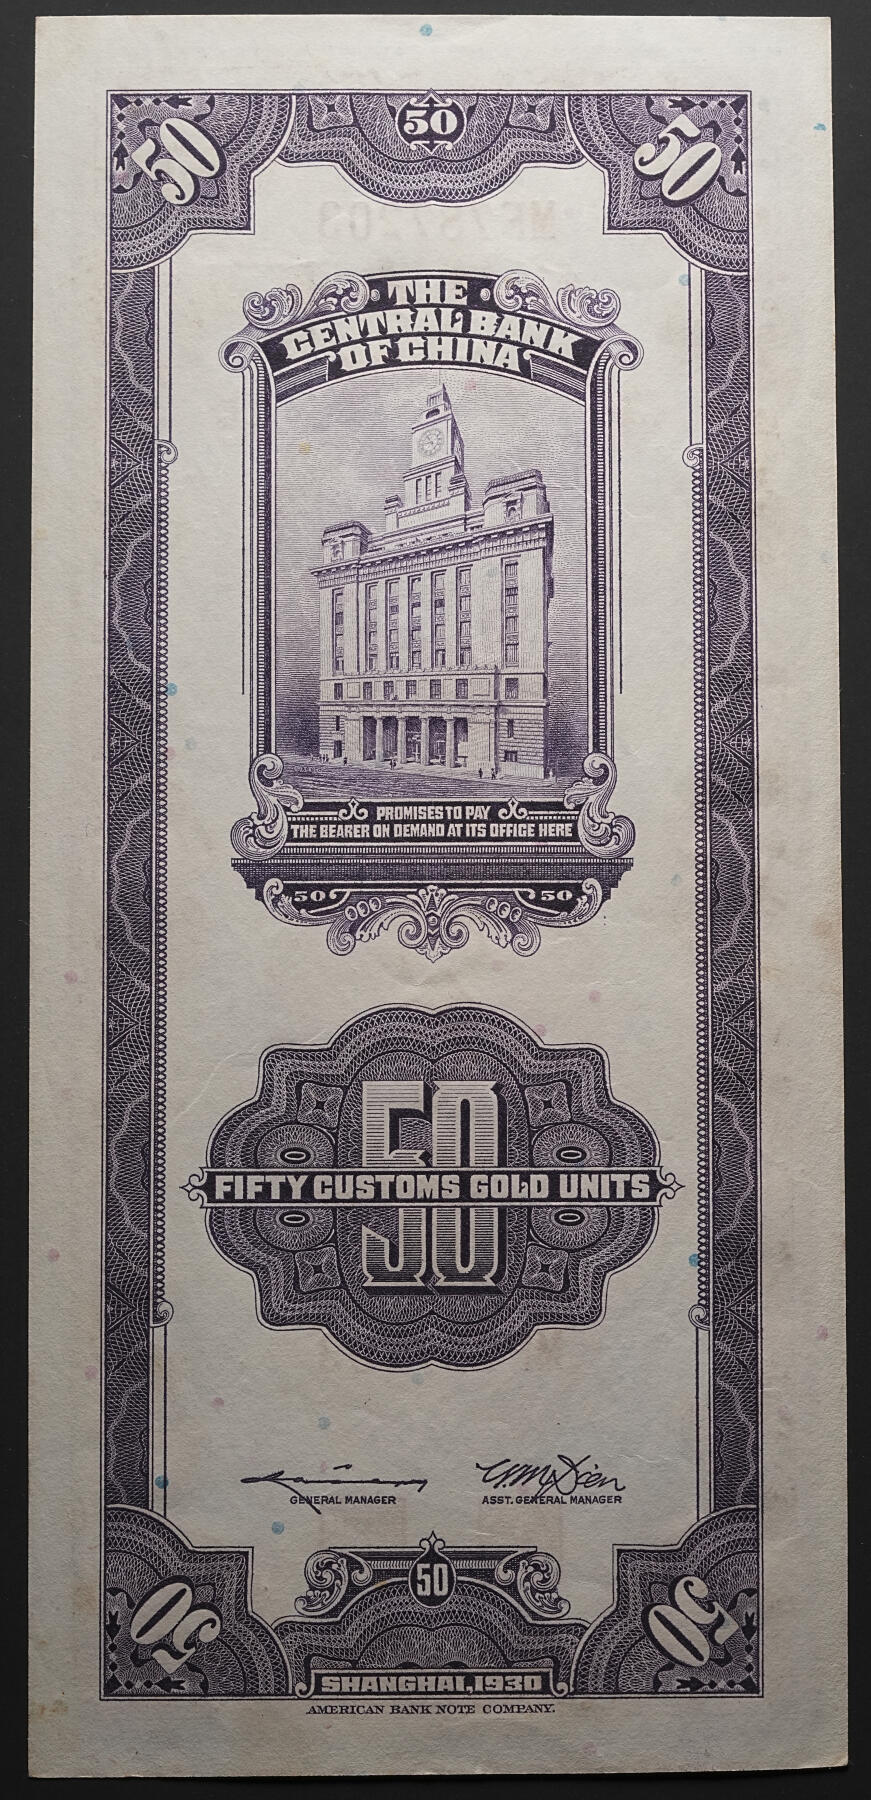 50 50 50
THE
CENTRAL BANK
OF CHINA
PROMISES TO PAY
THE BEARER ON DEMAND AT ITS OFFICE HERE
50 50
50
FIFTY CUSTOMS GOLD UNITS
50
GENERAL MANAGER ASST. GENERAL MANAGER
50
50 50
SHANGHAI, 1930
AMERICAN BANK NOTE COMPANY.